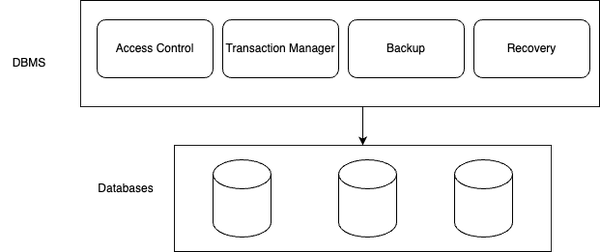 Access Control
Transaction Manager
Backup
Recovery
DBMS
Databases